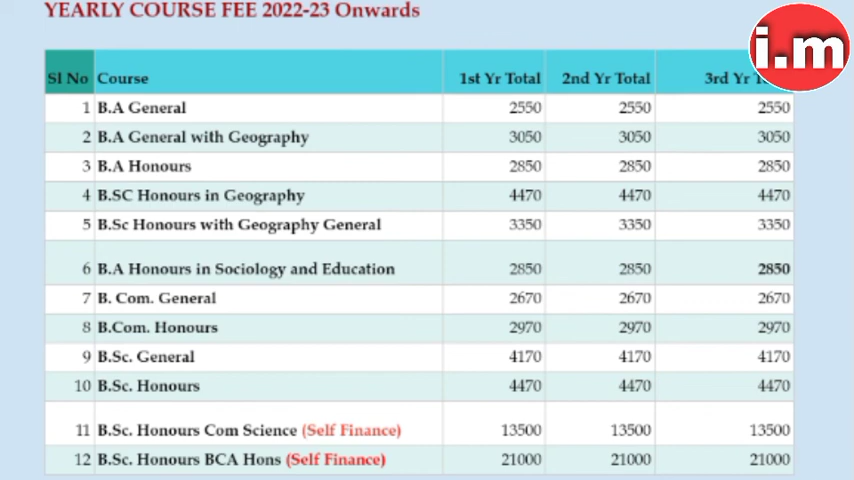 YEARLY COURSE FEE 2022-23 Onwards
i.m
Sl No Course 1st Yr Total 2nd Yr Total 3rd Yr
1 B.A General 2550 2550 2550
2 B.A General with Geography 3050 3050 3050
3 B.A Honours 2850 2850 2850
4 B.SC Honours in Geography 4470 4470 4470
5 B.Sc Honours with Geography General 3350 3350 3350
6 B.A Honours in Sociology and Education 2850 2850 2850
7 B. Com. General 2670 2670 2670
8 B.Com. Honours 2970 2970 2970
9 B.Sc. General 4170 4170 4170
10 B.Sc. Honours 4470 4470 4470
11 B.Sc. Honours Com Science (Self Finance) 13500 13500 13500
12 B.Sc. Honours BCA Hons (Self Finance) 21000 21000 21000